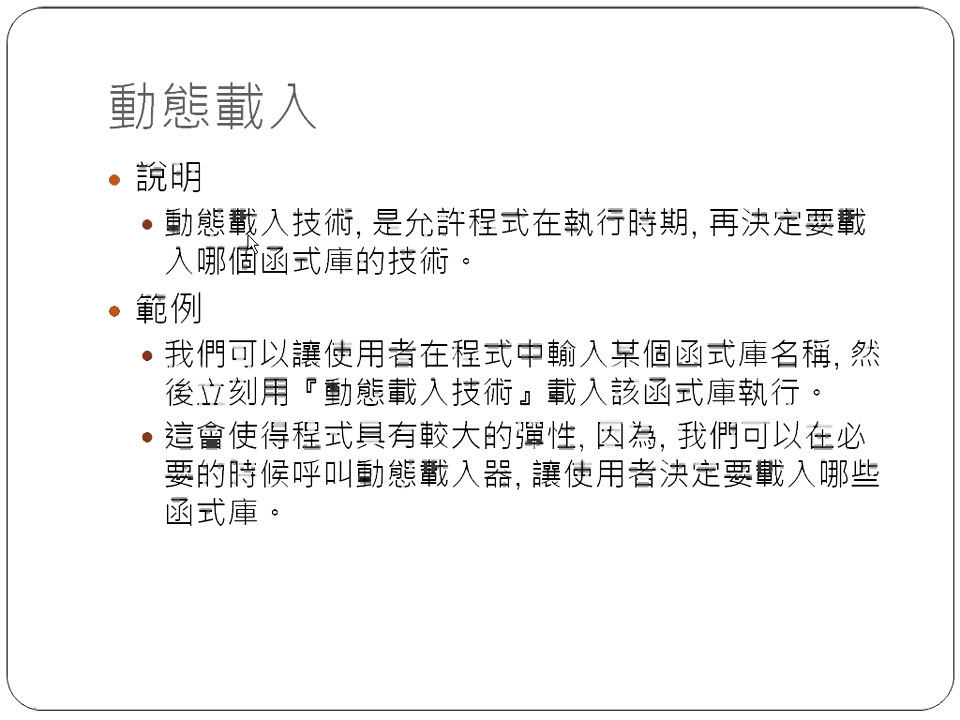 動態載入
說明
動態載入技術, 是允許程式在執行時期, 再決定要載
入哪個函式庫的技術。
範例
我們可以讓使用者在程式中輸入某個函式庫名稱, 然
後立刻用『動態載入技術』載入該函式庫執行。
這會使得程式具有較大的彈性, 因為, 我們可以在必
要的時候呼叫動態載入器, 讓使用者決定要載入哪些
函式庫。